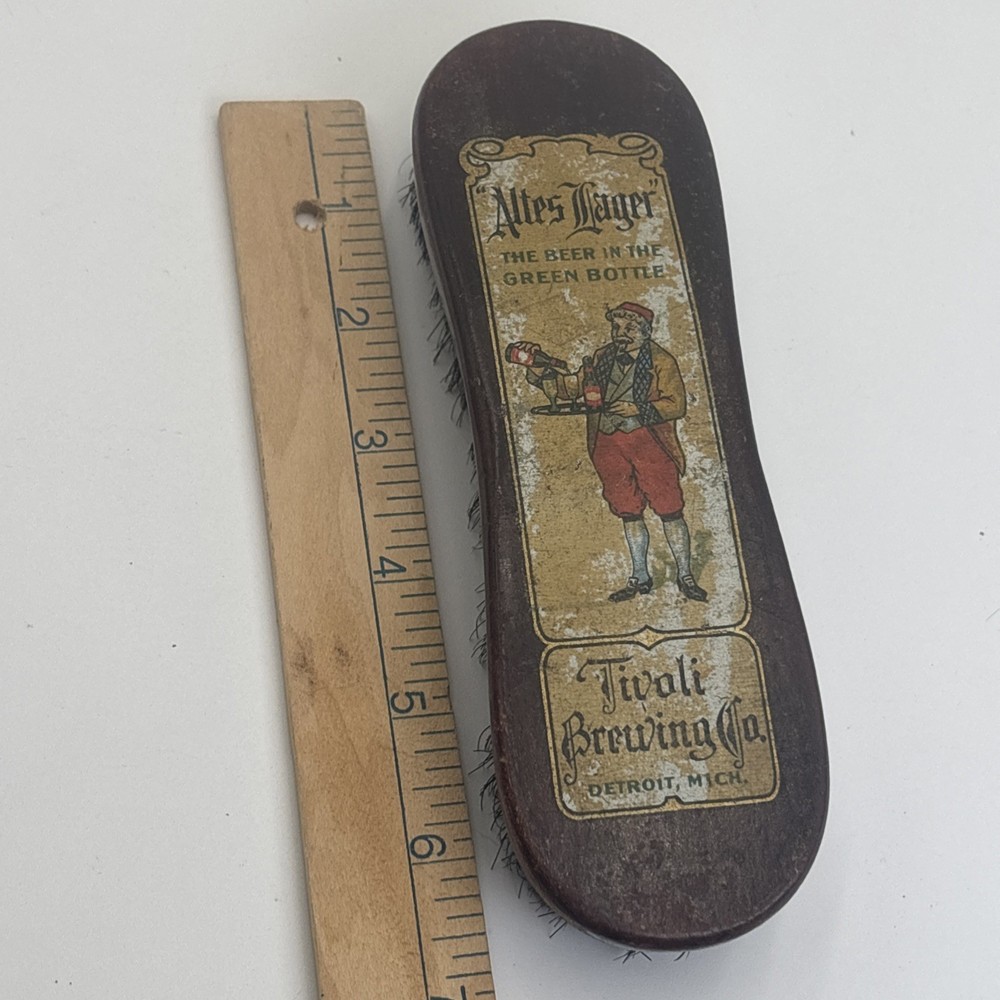 "Altes Lager"
THE BEER IN THE
GREEN BOTTLE
Tivoli
Brewing Co.
DETROIT, MICH.
1
2
3
4
5
6